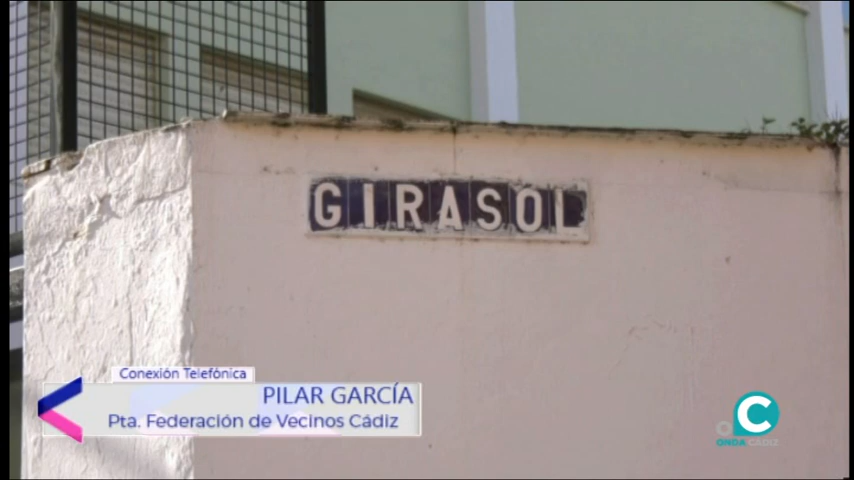 GIRASOL
Conexión Telefónica
PILAR GARCÍA
Pta. Federación de Vecinos Cádiz
C
ONDA CÁDIZ